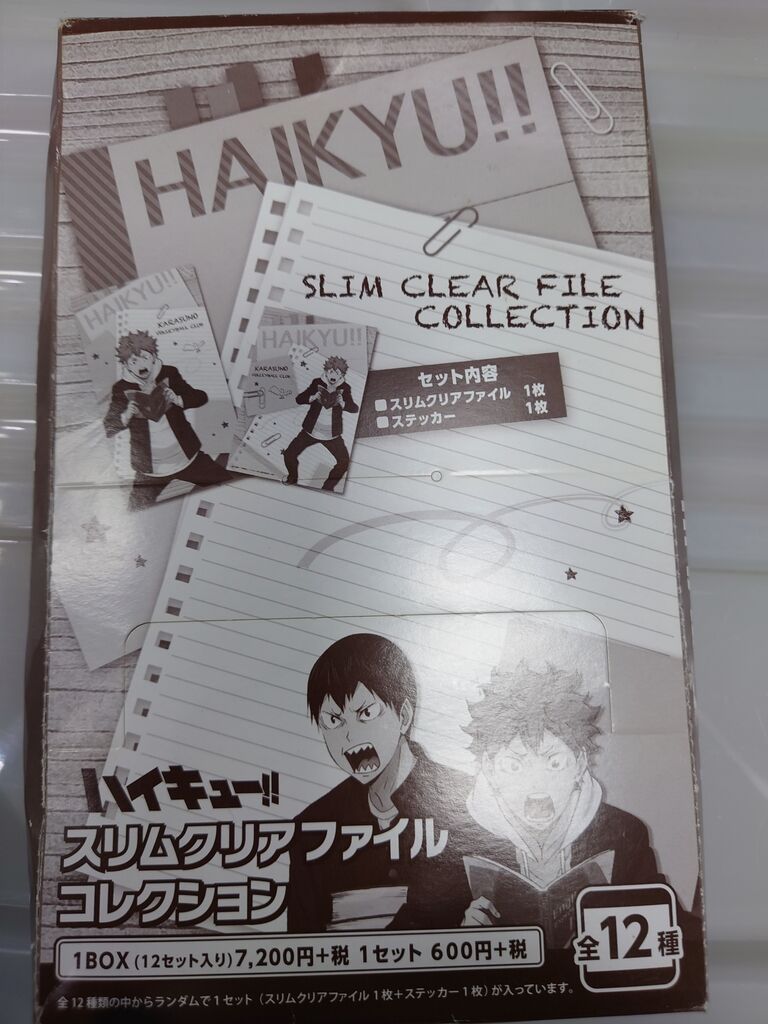 HAIKYU!!
SLIM CLEAR FILE
COLLECTION
HAIKYU!!
KARASUNO
VOLLEYBALL CLUB
HAIKYU!!
KARASUNO
VOLLEYBALL CLUB
セット内容
■スリムクリアファイル 1枚
■ステッカー 1枚
ハイキュー!!
スリムクリアファイル
コレクション
全12種
1BOX(12セット入り)7,200円+税 1セット 600円+税
全12種類の中からランダムで1セット(スリムクリアファイル1枚+ステッカー1枚)が入っています。